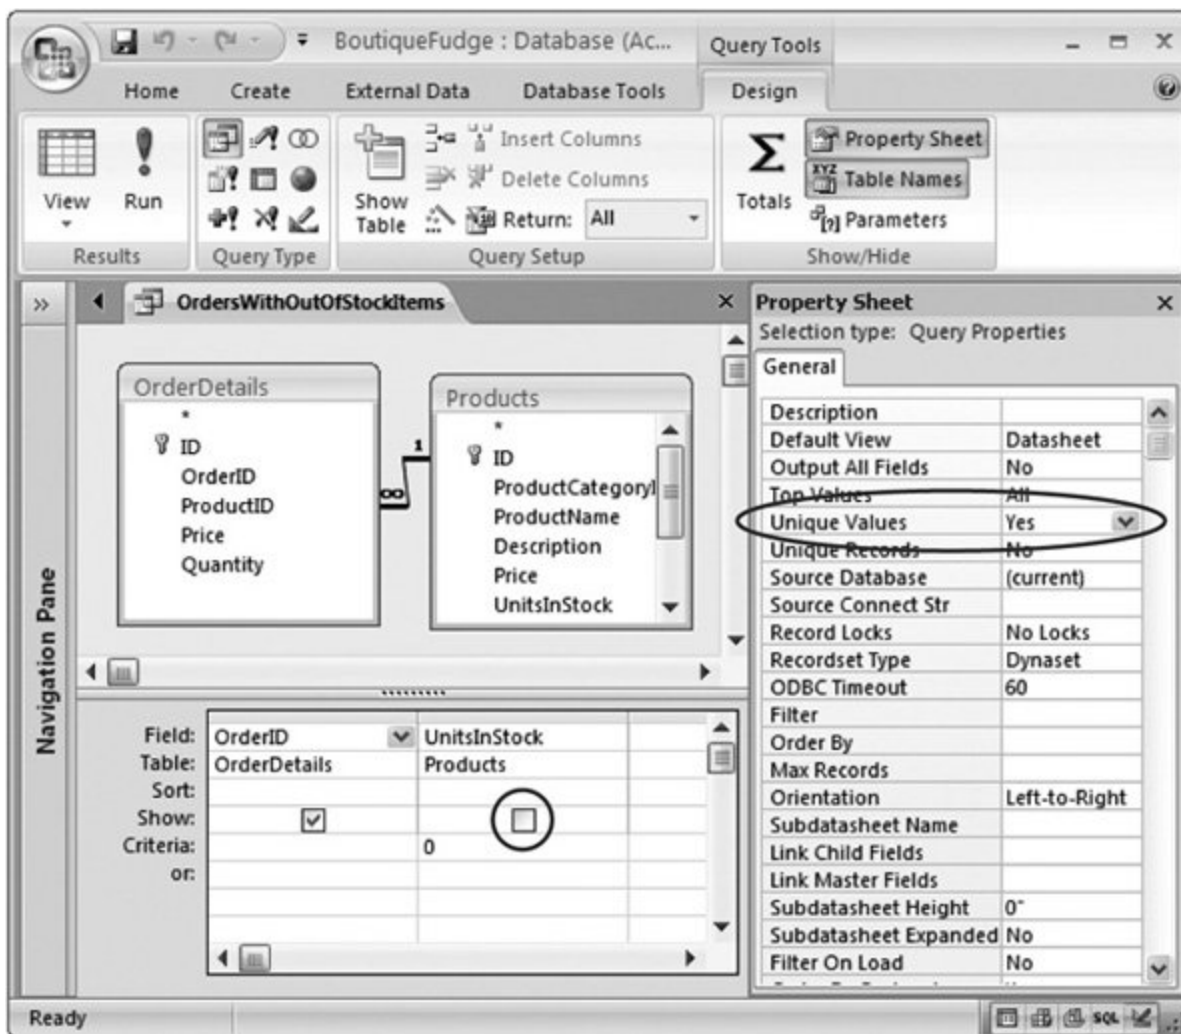 BoutiqueFudge : Database (Ac...
Query Tools
Home Create External Data Database Tools Design
View
Run
Results
Query Type
Show Table
Insert Columns
Delete Columns
Return: All
Query Setup
Σ
Totals
Property Sheet
XYZ Table Names
[?] Parameters
Show/Hide
»
Navigation Pane
OrdersWithOutOfStockItems
OrderDetails
*
ID
OrderID
ProductID
Price
Quantity
∞
1
Products
*
ID
ProductCategoryI
ProductName
Description
Price
UnitsInStock
Field: OrderID UnitsInStock
Table: OrderDetails Products
Sort:
Show:
Criteria: 0
or:
Property Sheet
Selection type: Query Properties
General
Description
Default View Datasheet
Output All Fields No
Top Values All
Unique Values Yes
Unique Records No
Source Database (current)
Source Connect Str
Record Locks No Locks
Recordset Type Dynaset
ODBC Timeout 60
Filter
Order By
Max Records
Orientation Left-to-Right
Subdatasheet Name
Link Child Fields
Link Master Fields
Subdatasheet Height 0"
Subdatasheet Expanded No
Filter On Load No
Ready
SQL